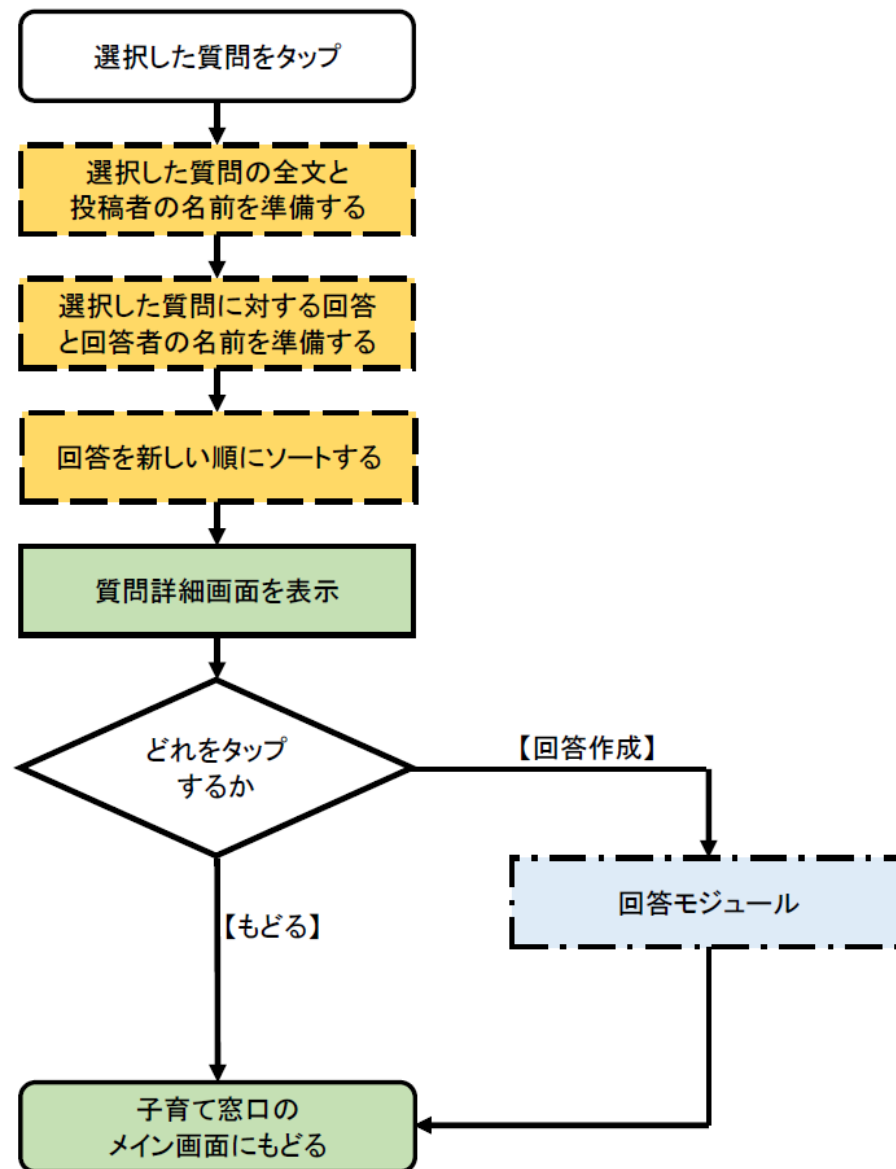 選択した質問をタップ
選択した質問の全文と
投稿者の名前を準備する
選択した質問に対する回答
と回答者の名前を準備する
回答を新しい順にソートする
質問詳細画面を表示
どれをタップ
するか
【回答作成】
回答モジュール
【もどる】
子育て窓口の
メイン画面にもどる